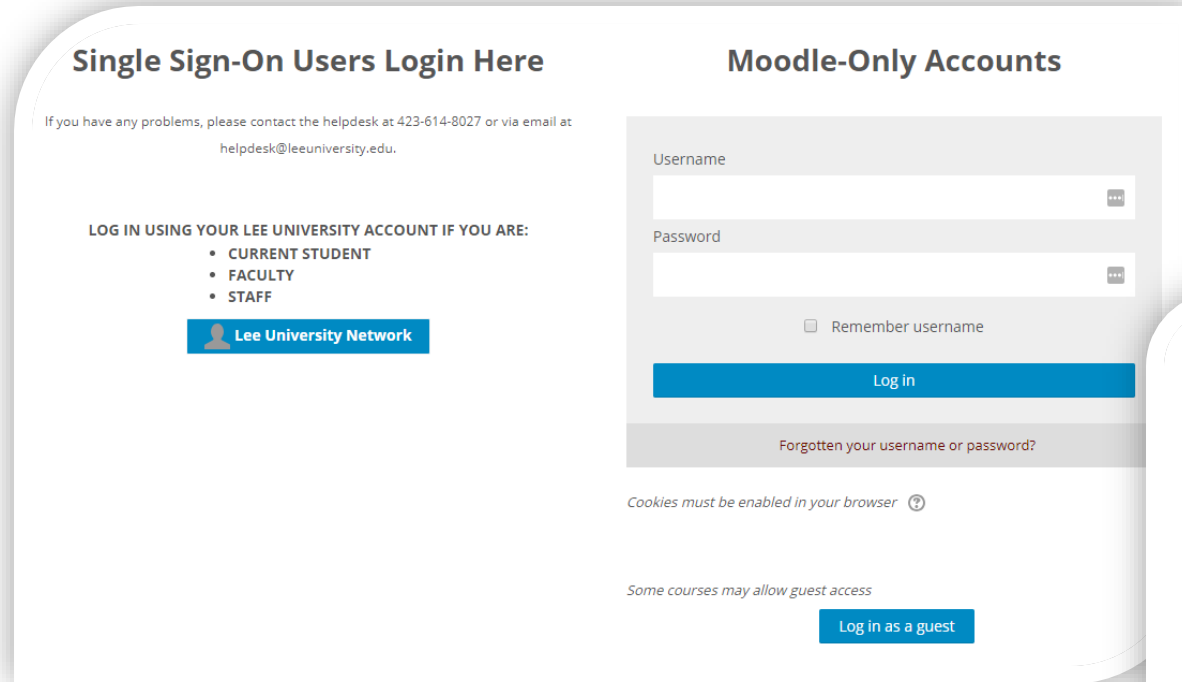 Single Sign-On Users Login Here
If you have any problems, please contact the helpdesk at 423-614-8027 or via email at
helpdesk@leeuniversity.edu.
LOG IN USING YOUR LEE UNIVERSITY ACCOUNT IF YOU ARE:
• CURRENT STUDENT
• FACULTY
• STAFF
Lee University Network
Moodle-Only Accounts
Username
Password
Remember username
Log in
Forgotten your username or password?
Cookies must be enabled in your browser ?
Some courses may allow guest access
Log in as a guest